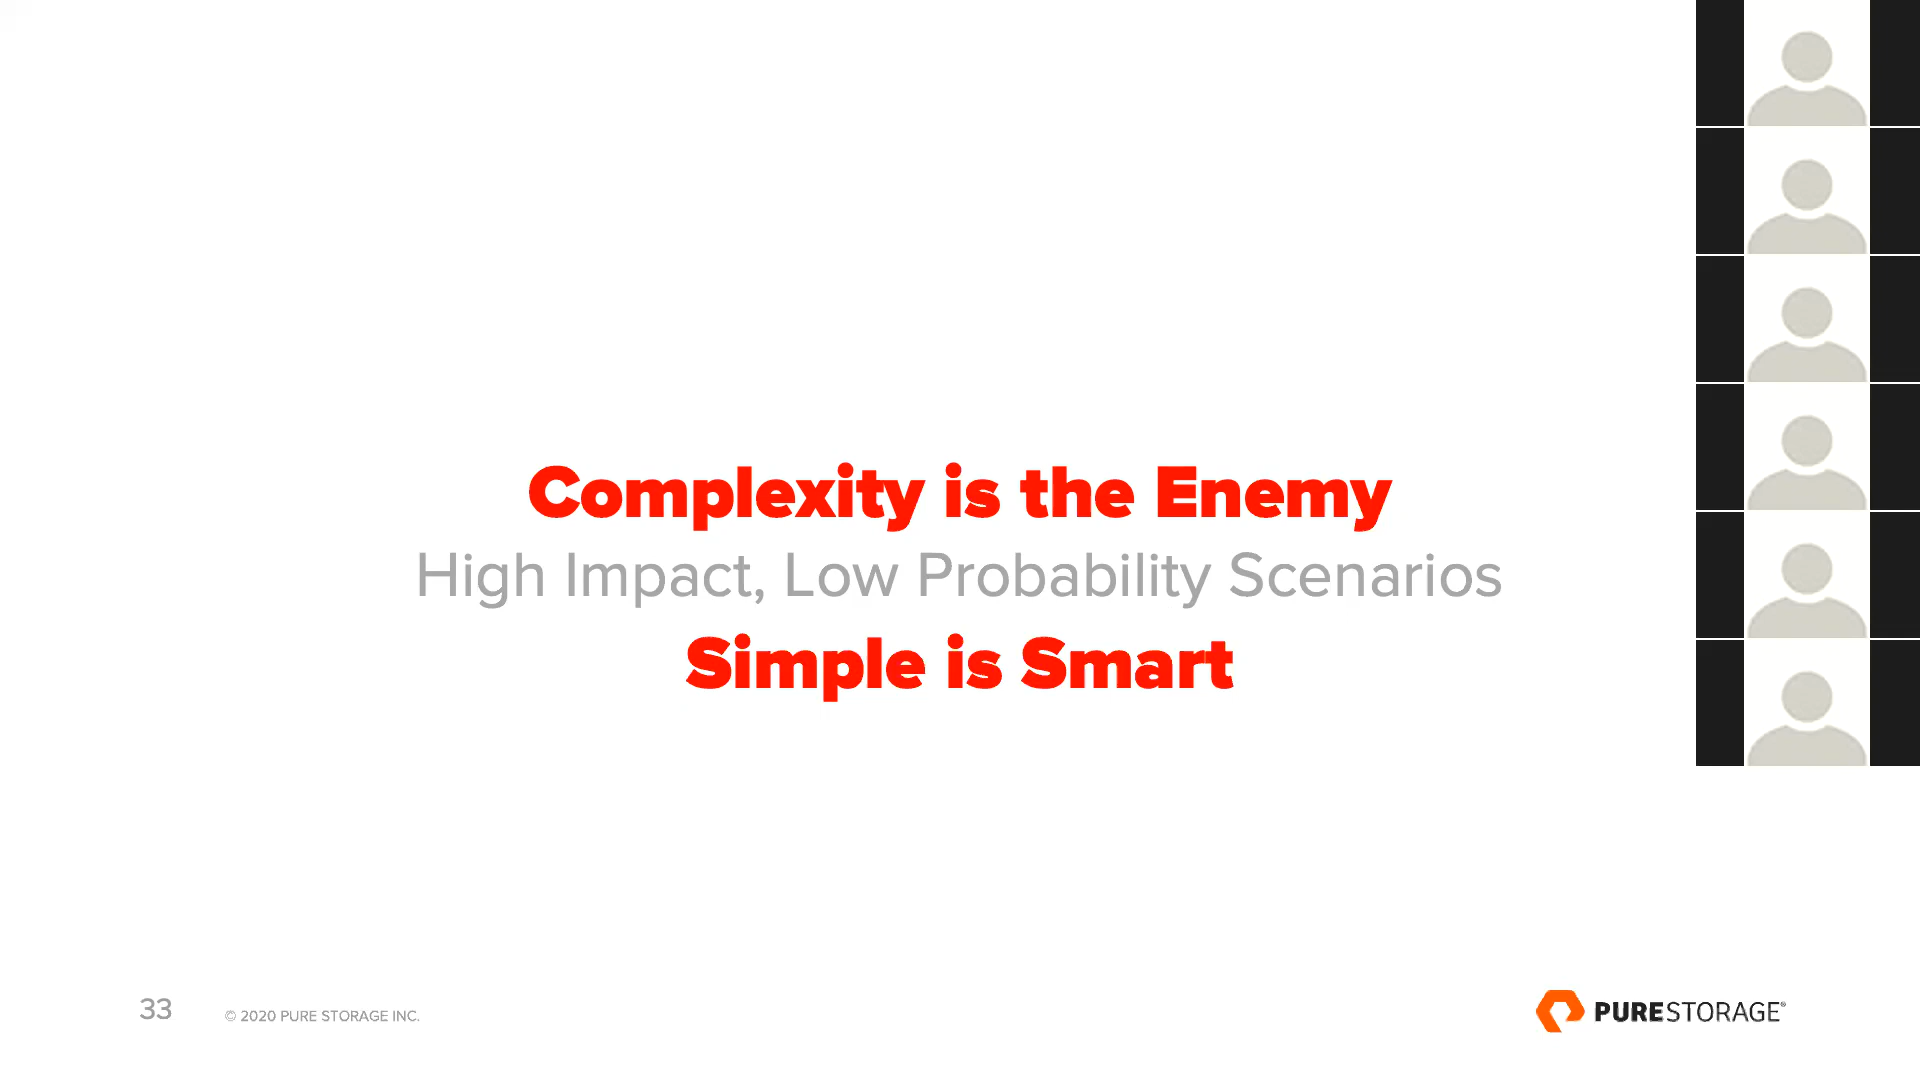 Complexity is the Enemy
High Impact, Low Probability Scenarios
Simple is Smart
33
© 2020 PURE STORAGE INC.
PURESTORAGE®